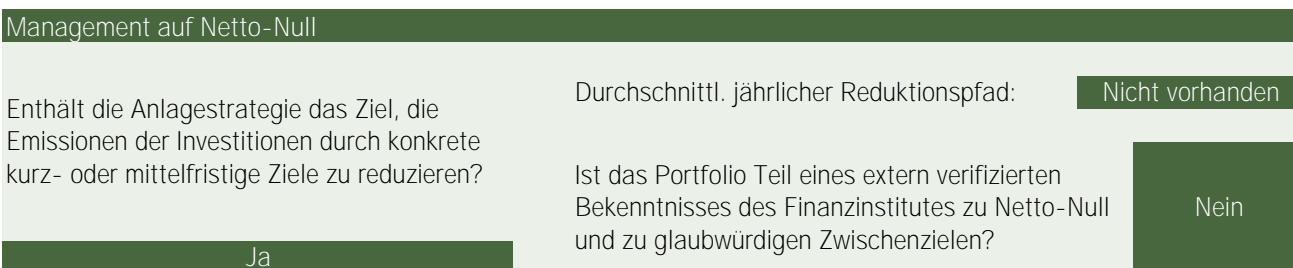 Management auf Netto-Null
Enthält die Anlagestrategie das Ziel, die
Emissionen der Investitionen durch konkrete
kurz- oder mittelfristige Ziele zu reduzieren?
Ja
Durchschnittl. jährlicher Reduktionspfad:
Nicht vorhanden
Ist das Portfolio Teil eines extern verifizierten
Bekenntnisses des Finanzinstitutes zu Netto-Null
und zu glaubwürdigen Zwischenzielen?
Nein